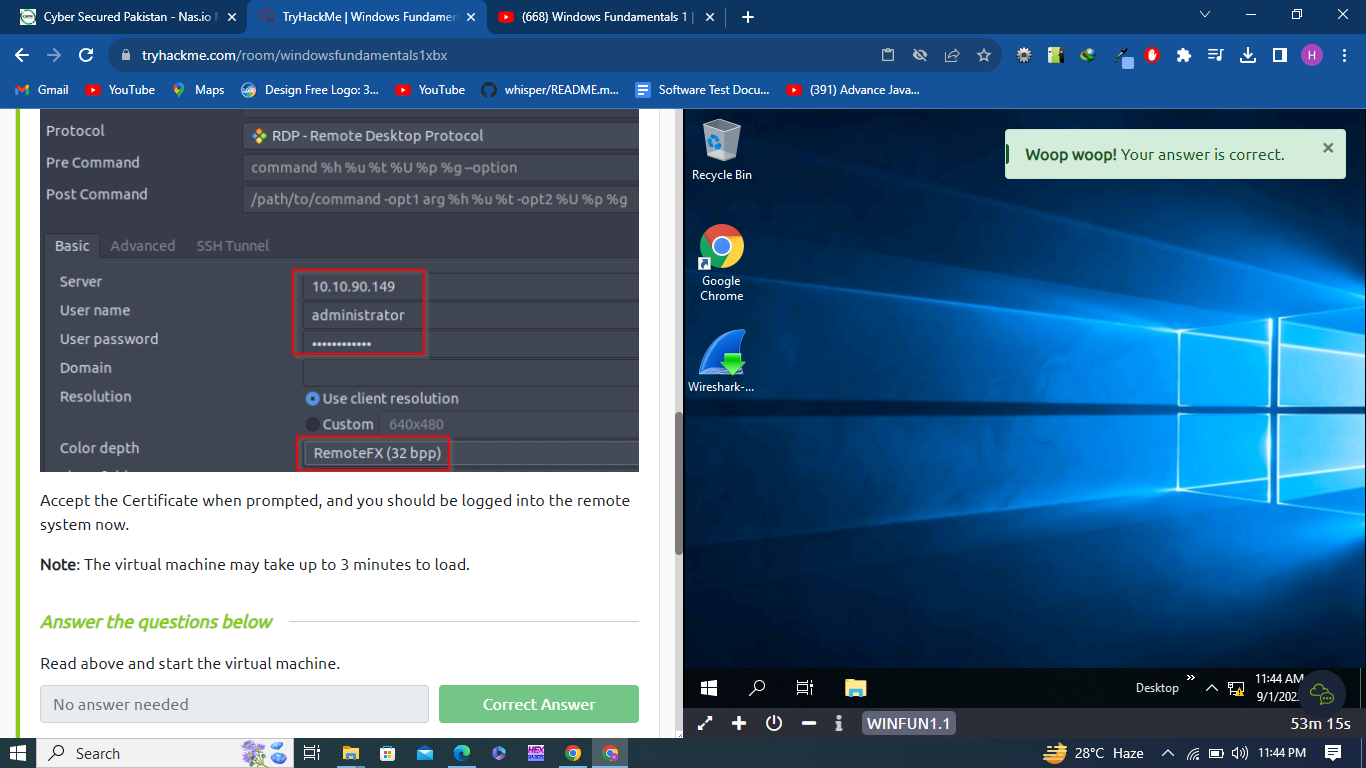 Cyber Secured Pakistan - Nas.io
TryHackMe | Windows Fundamen
(668) Windows Fundamentals 1 |
tryhackme.com/room/windowsfundamentals1xbx
H
Gmail
YouTube
Maps
Design Free Logo: 3...
YouTube
whisper/README.m...
Software Test Docu...
(391) Advance Java...
Protocol
RDP - Remote Desktop Protocol
Pre Command
command %h %u %t %U %p %g --option
Post Command
/path/to/command -opt1 arg %h %u %t -opt2 %U %p %g
Basic Advanced SSH Tunnel
Server
10.10.90.149
User name
administrator
User password
••••••••••••
Domain
Resolution
Use client resolution
Custom 640x480
Color depth
RemoteFX (32 bpp)
Accept the Certificate when prompted, and you should be logged into the remote
system now.
Note: The virtual machine may take up to 3 minutes to load.
Answer the questions below
Read above and start the virtual machine.
No answer needed
Correct Answer
Recycle Bin
Google
Chrome
Wireshark-...
Woop woop! Your answer is correct.
Desktop
11:44 AM
9/1/202
WINFUN1.1
53m 15s
Search
28°C Haze
11:44 PM